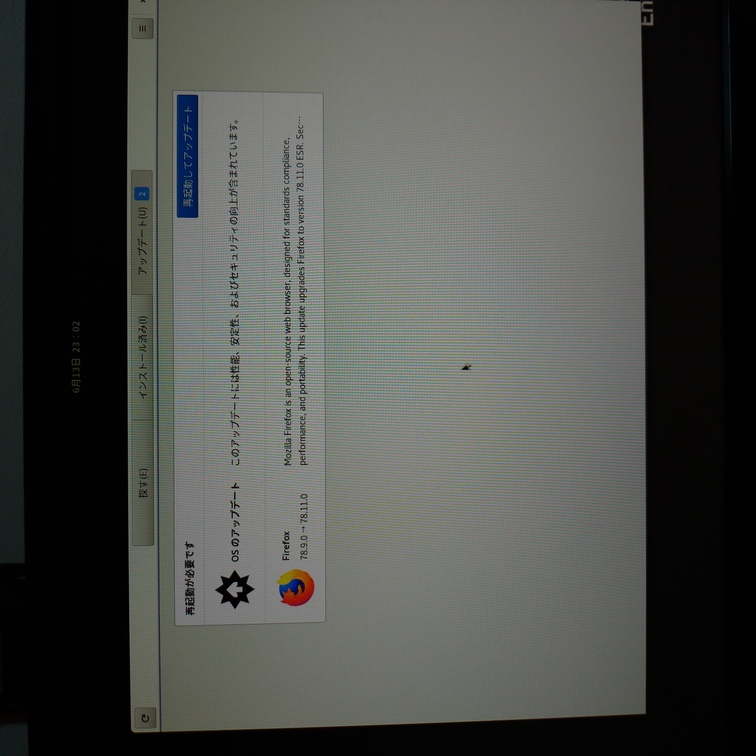 6月13日 23：02
探す(E)
インストール済み(I)
アップデート(U) 2
再起動が必要です
再起動してアップデート
OS のアップデート
このアップデートには性能、安定性、およびセキュリティの向上が含まれています。
Firefox
78.9.0 → 78.11.0
Mozilla Firefox is an open-source web browser, designed for standards compliance,
performance, and portability. This update upgrades Firefox to version 78.11.0 ESR. Sec…
En